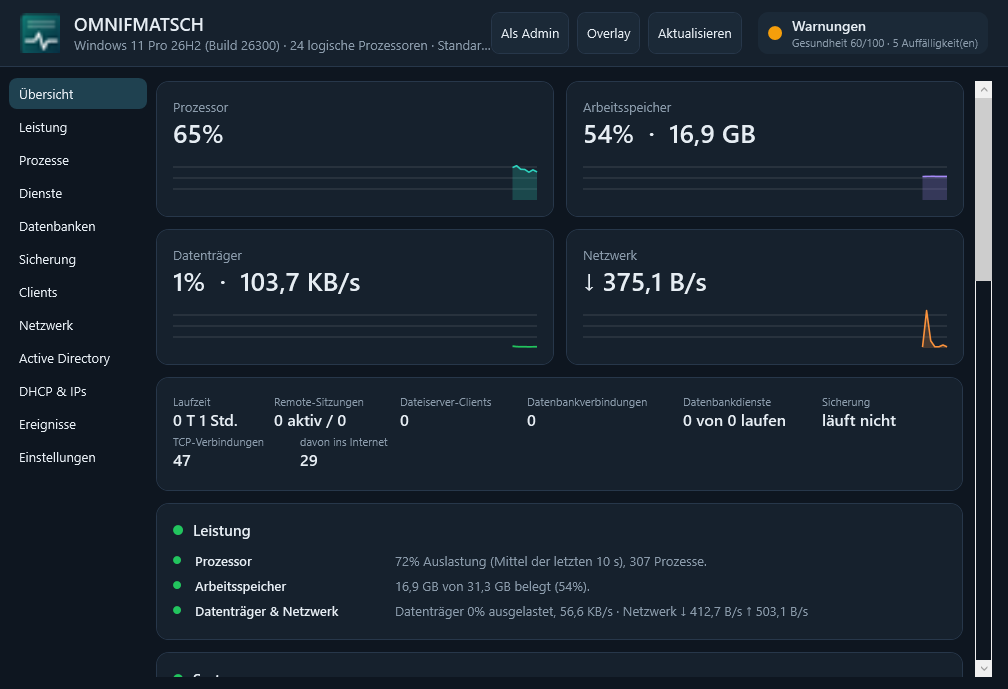 OMNIFMATSCH
Windows 11 Pro 26H2 (Build 26300) · 24 logische Prozessoren · Standar...
Als Admin
Overlay
Aktualisieren
Warnungen
Gesundheit 60/100 · 5 Auffälligkeit(en)
Übersicht
Leistung
Prozesse
Dienste
Datenbanken
Sicherung
Clients
Netzwerk
Active Directory
DHCP & IPs
Ereignisse
Einstellungen
Prozessor
65%
Arbeitsspeicher
54% · 16,9 GB
Datenträger
1% · 103,7 KB/s
Netzwerk
↓ 375,1 B/s
Laufzeit
0 T 1 Std.
Remote-Sitzungen
0 aktiv / 0
Dateiserver-Clients
0
Datenbankverbindungen
0
Datenbankdienste
0 von 0 laufen
Sicherung
läuft nicht
TCP-Verbindungen
47
davon ins Internet
29
Leistung
Prozessor 72% Auslastung (Mittel der letzten 10 s), 307 Prozesse.
Arbeitsspeicher 16,9 GB von 31,3 GB belegt (54%).
Datenträger & Netzwerk Datenträger 0% ausgelastet, 56,6 KB/s · Netzwerk ↓ 412,7 B/s ↑ 503,1 B/s